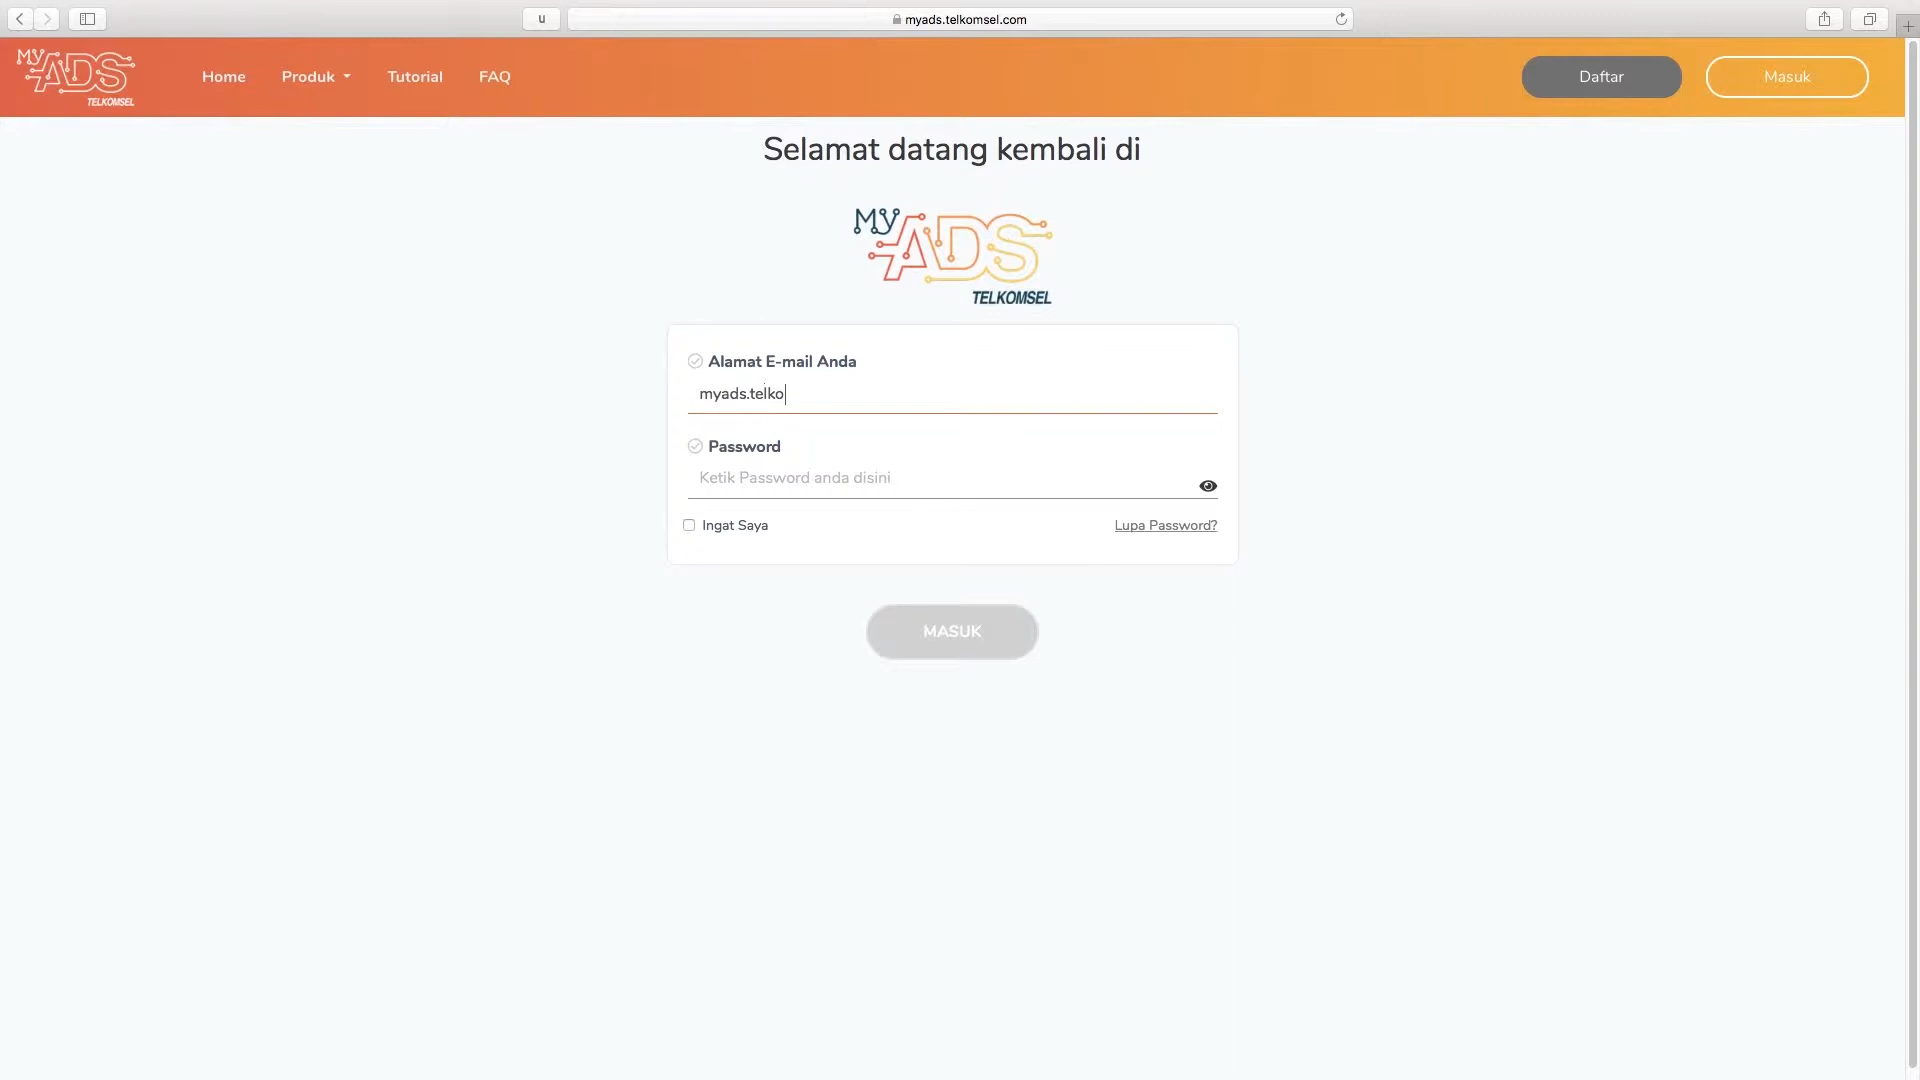 u
myads.telkomsel.com
MY ADS TELKOMSEL
Home Produk Tutorial FAQ Daftar Masuk
Selamat datang kembali di
MY ADS
TELKOMSEL
Alamat E-mail Anda
myads.telko
Password
Ketik Password anda disini
Ingat Saya Lupa Password?
MASUK